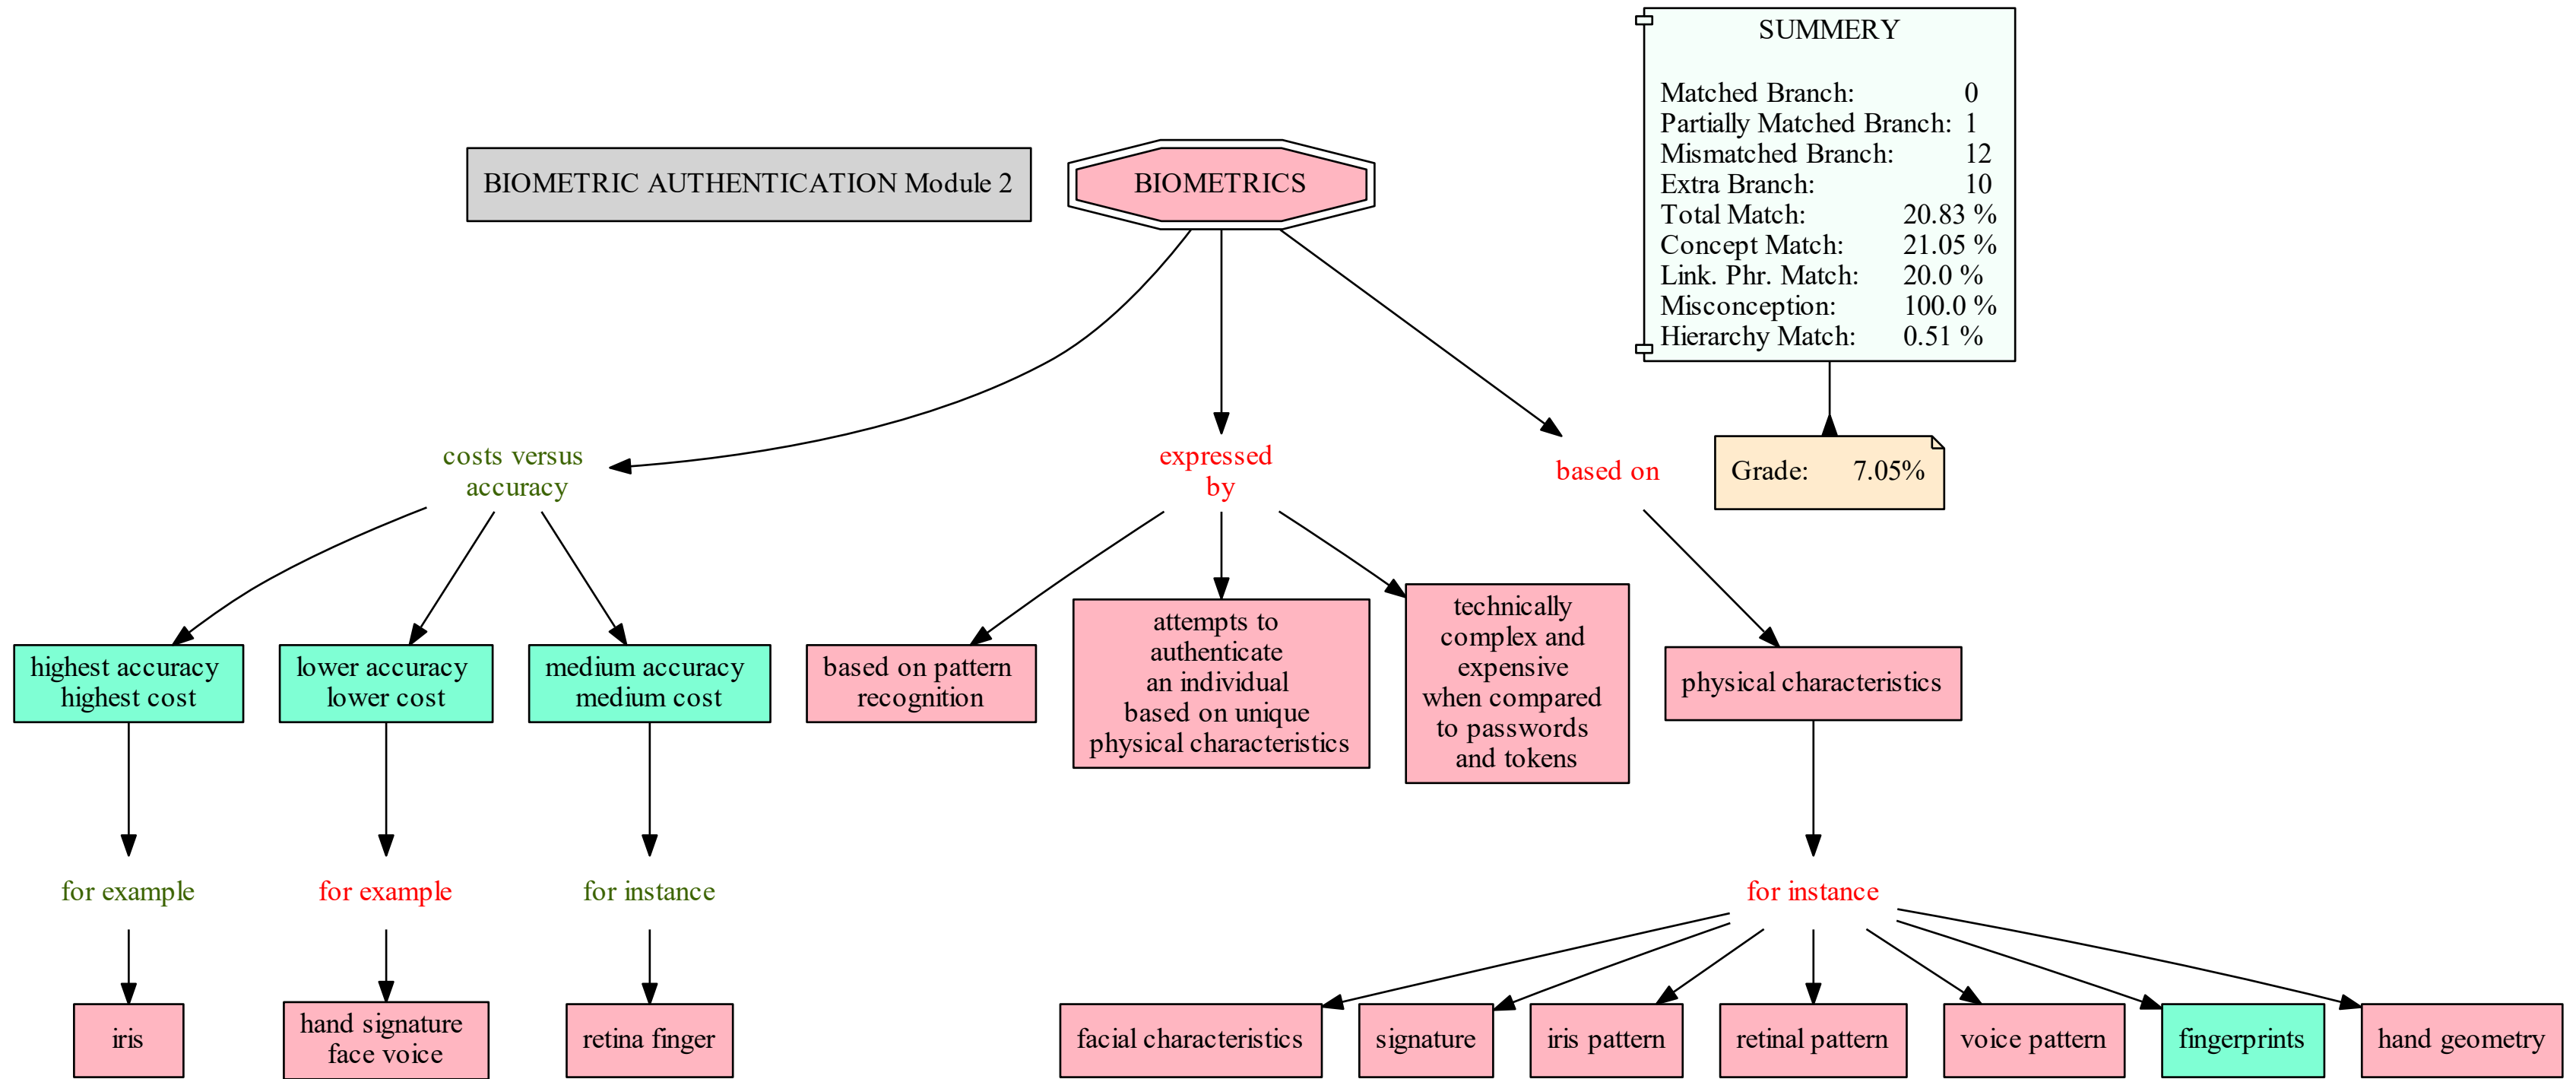 SUMMERY
Matched Branch: 0
Partially Matched Branch: 1
Mismatched Branch: 12
Extra Branch: 10
Total Match: 20.83 %
Concept Match: 21.05 %
Link. Phr. Match: 20.0 %
Misconception: 100.0 %
Hierarchy Match: 0.51 %
BIOMETRIC AUTHENTICATION Module 2
BIOMETRICS
costs versus
accuracy
expressed
by
based on
Grade: 7.05%
highest accuracy
highest cost
lower accuracy
lower cost
medium accuracy
medium cost
based on pattern
recognition
attempts to
authenticate
an individual
based on unique
physical characteristics
technically
complex and
expensive
when compared
to passwords
and tokens
physical characteristics
for example
for example
for instance
for instance
iris
hand signature
face voice
retina finger
facial characteristics
signature
iris pattern
retinal pattern
voice pattern
fingerprints
hand geometry